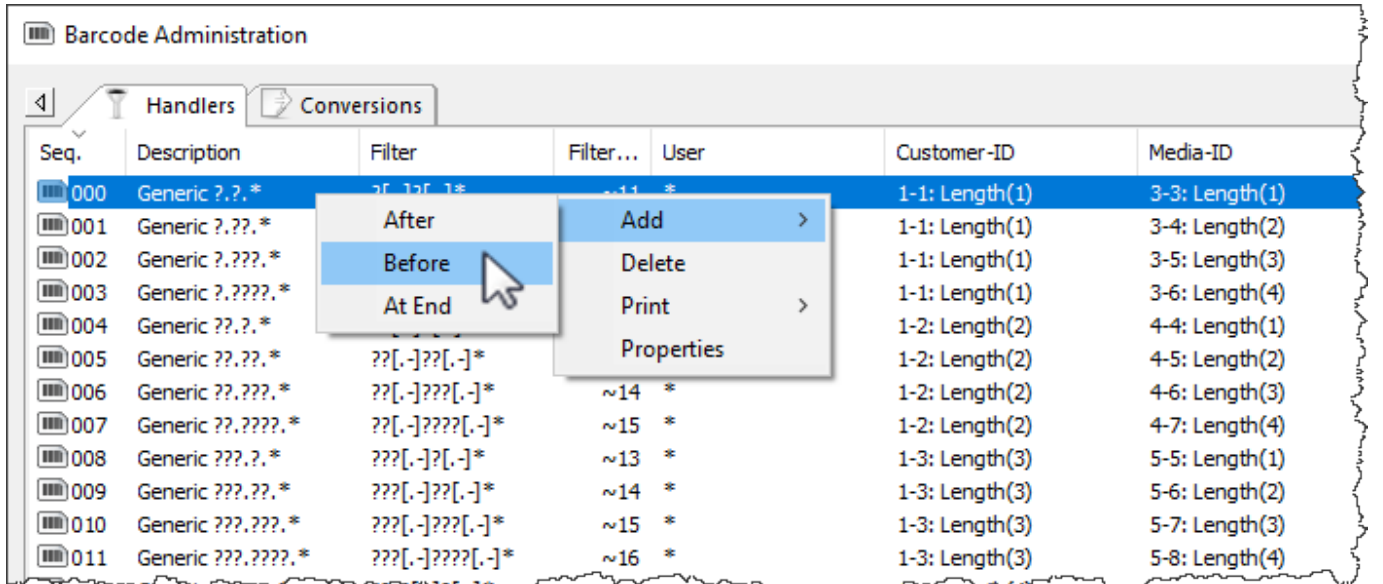 Barcode Administration
Handlers Conversions
Seq. Description Filter Filter... User Customer-ID Media-ID
000 Generic ?.?.* ?[.-]?[.-]* ~11 * 1-1: Length(1) 3-3: Length(1)
After Add
001 Generic ?.??.* 1-1: Length(1) 3-4: Length(2)
Before Delete
002 Generic ?.???.* 1-1: Length(1) 3-5: Length(3)
003 Generic ?.????.* 1-1: Length(1) 3-6: Length(4)
At End Print
004 Generic ??.?.* 1-2: Length(2) 4-4: Length(1)
Properties
005 Generic ??.??.* ??[.-]??[.-]* 1-2: Length(2) 4-5: Length(2)
006 Generic ??.???.* ??[.-]???[.-]* ~14 * 1-2: Length(2) 4-6: Length(3)
007 Generic ??.????.* ??[.-]????[.-]* ~15 * 1-2: Length(2) 4-7: Length(4)
008 Generic ???.?.* ???[.-]?[.-]* ~13 * 1-3: Length(3) 5-5: Length(1)
009 Generic ???.??.* ???[.-]??[.-]* ~14 * 1-3: Length(3) 5-6: Length(2)
010 Generic ???.???.* ???[.-]???[.-]* ~15 * 1-3: Length(3) 5-7: Length(3)
011 Generic ???.????.* ???[.-]????[.-]* ~16 * 1-3: Length(3) 5-8: Length(4)